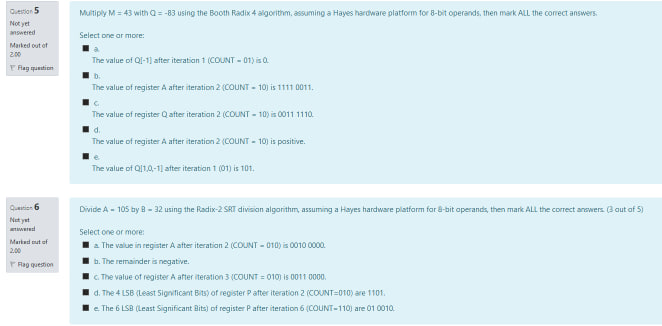 Question 5
Not yet
answered
Marked out of
2.00
Flag question
Multiply M = 43 with Q = -83 using the Booth Radix 4 algorithm, assuming a Hayes hardware platform for 8-bit operands, then mark ALL the correct answers.
Select one or more:
a.
The value of Q[-1] after iteration 1 (COUNT = 01) is 0.
b.
The value of register A after iteration 2 (COUNT = 10) is 1111 0011.
c.
The value of register Q after iteration 2 (COUNT = 10) is 0011 1110.
d.
The value of register A after iteration 2 (COUNT = 10) is positive.
e.
The value of Q[1,0,-1] after iteration 1 (01) is 101.
Question 6
Not yet
answered
Marked out of
2.00
Flag question
Divide A = 105 by B = 32 using the Radix-2 SRT division algorithm, assuming a Hayes hardware platform for 8-bit operands, then mark ALL the correct answers. (3 out of 5)
Select one or more:
a. The value in register A after iteration 2 (COUNT = 010) is 0010 0000.
b. The remainder is negative.
c. The value of register A after iteration 3 (COUNT = 010) is 0011 0000.
d. The 4 LSB (Least Significant Bits) of register P after iteration 2 (COUNT=010) are 1101.
e. The 6 LSB (Least Significant Bits) of register P after iteration 6 (COUNT=110) are 01 0010.